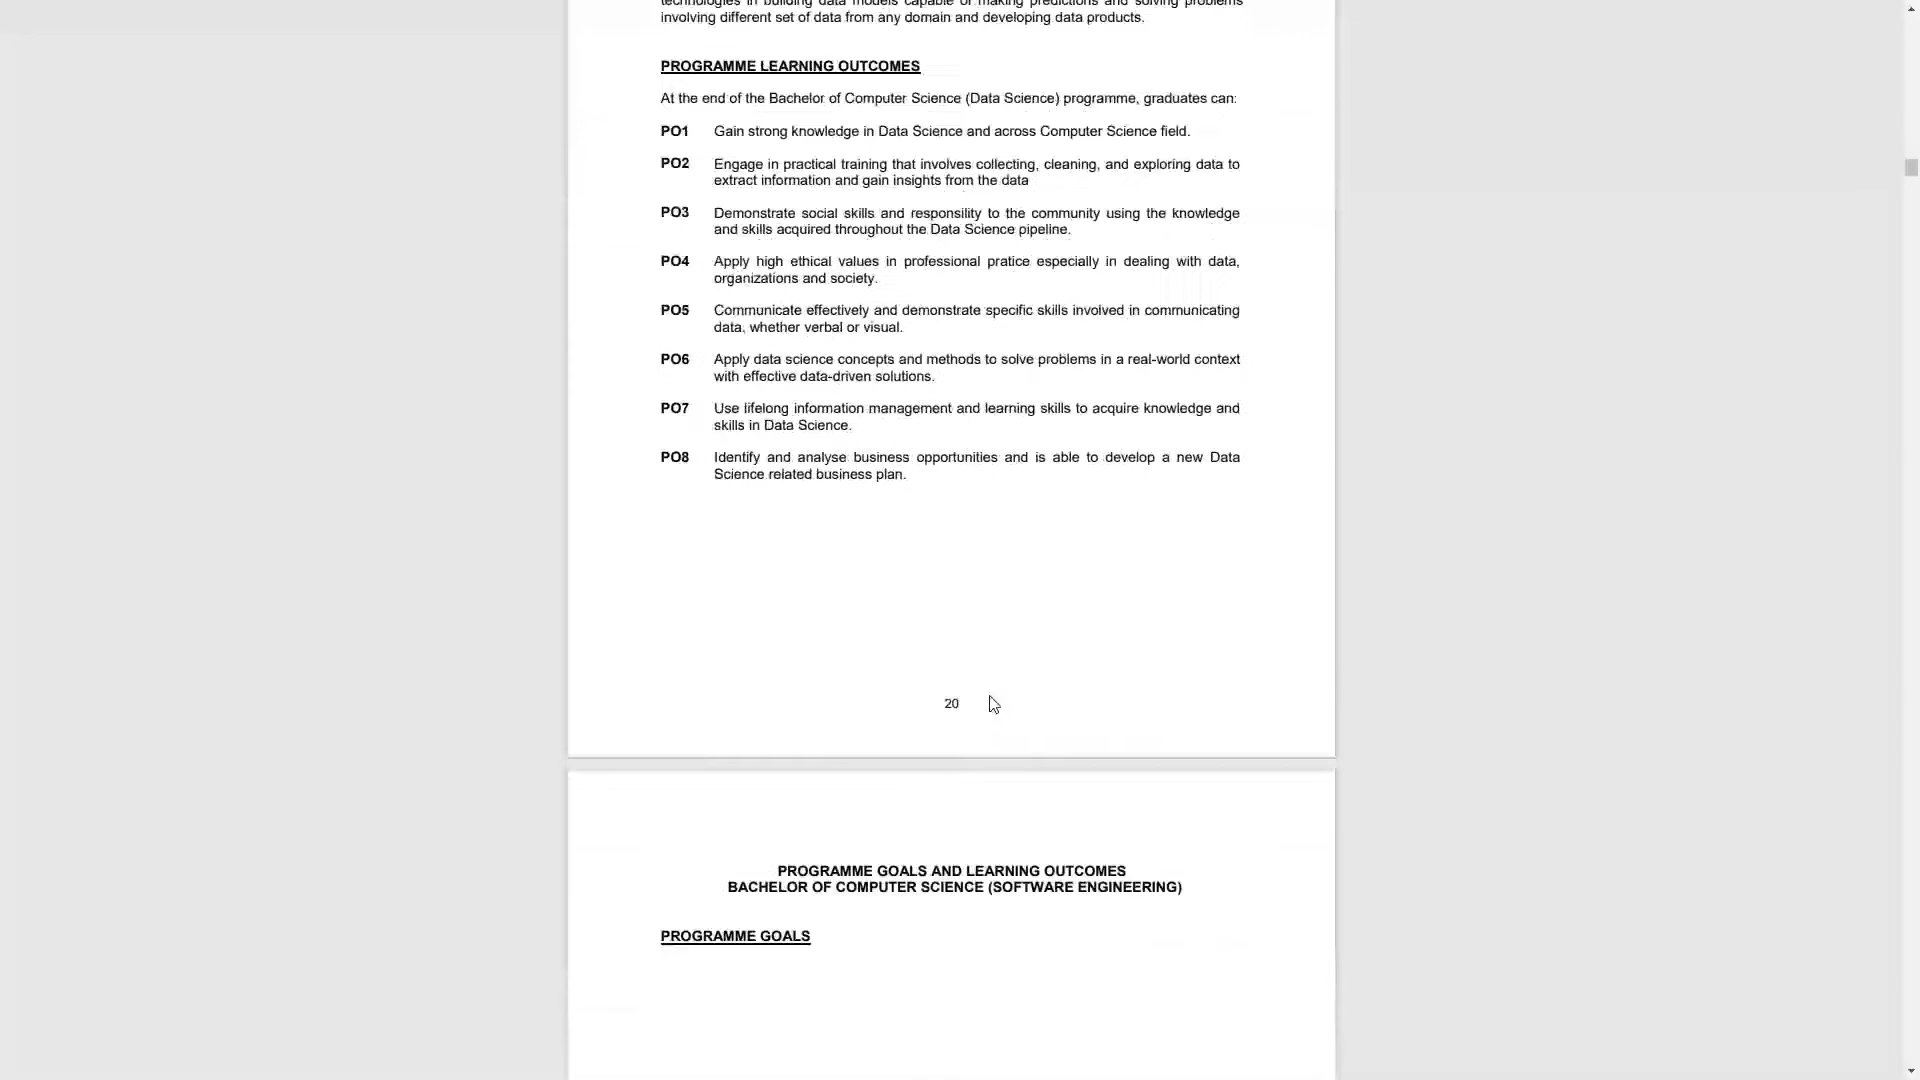 technologies in building data models capable of making predictions and solving problems
involving different set of data from any domain and developing data products.
PROGRAMME LEARNING OUTCOMES
At the end of the Bachelor of Computer Science (Data Science) programme, graduates can:
PO1 Gain strong knowledge in Data Science and across Computer Science field.
PO2 Engage in practical training that involves collecting, cleaning, and exploring data to
extract information and gain insights from the data
PO3 Demonstrate social skills and responsility to the community using the knowledge
and skills acquired throughout the Data Science pipeline.
PO4 Apply high ethical values in professional pratice especially in dealing with data,
organizations and society.
PO5 Communicate effectively and demonstrate specific skills involved in communicating
data, whether verbal or visual.
PO6 Apply data science concepts and methods to solve problems in a real-world context
with effective data-driven solutions.
PO7 Use lifelong information management and learning skills to acquire knowledge and
skills in Data Science.
PO8 Identify and analyse business opportunities and is able to develop a new Data
Science related business plan.
20
PROGRAMME GOALS AND LEARNING OUTCOMES
BACHELOR OF COMPUTER SCIENCE (SOFTWARE ENGINEERING)
PROGRAMME GOALS